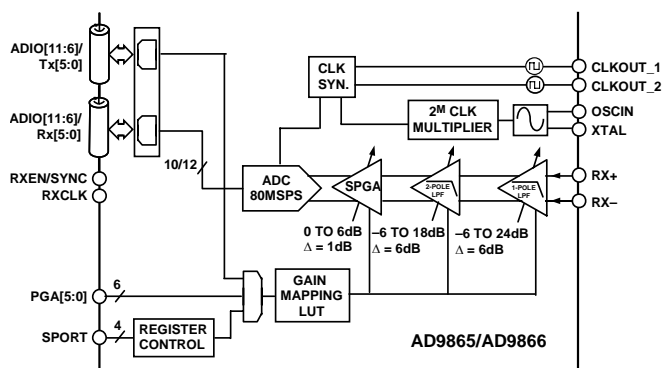 ADIO[11:6]/
Tx[5:0]
ADIO[11:6]/
Rx[5:0]
RXEN/SYNC
RXCLK
PGA[5:0]
SPORT
10/12
6
4
CLK
SYN.
2M CLK
MULTIPLIER
ADC
80MSPS
SPGA
2-POLE
LPF
1-POLE
LPF
0 TO 6dB
Δ = 1dB
–6 TO 18dB
Δ = 6dB
–6 TO 24dB
Δ = 6dB
GAIN
MAPPING
LUT
REGISTER
CONTROL
CLKOUT_1
CLKOUT_2
OSCIN
XTAL
RX+
RX–
AD9865/AD9866